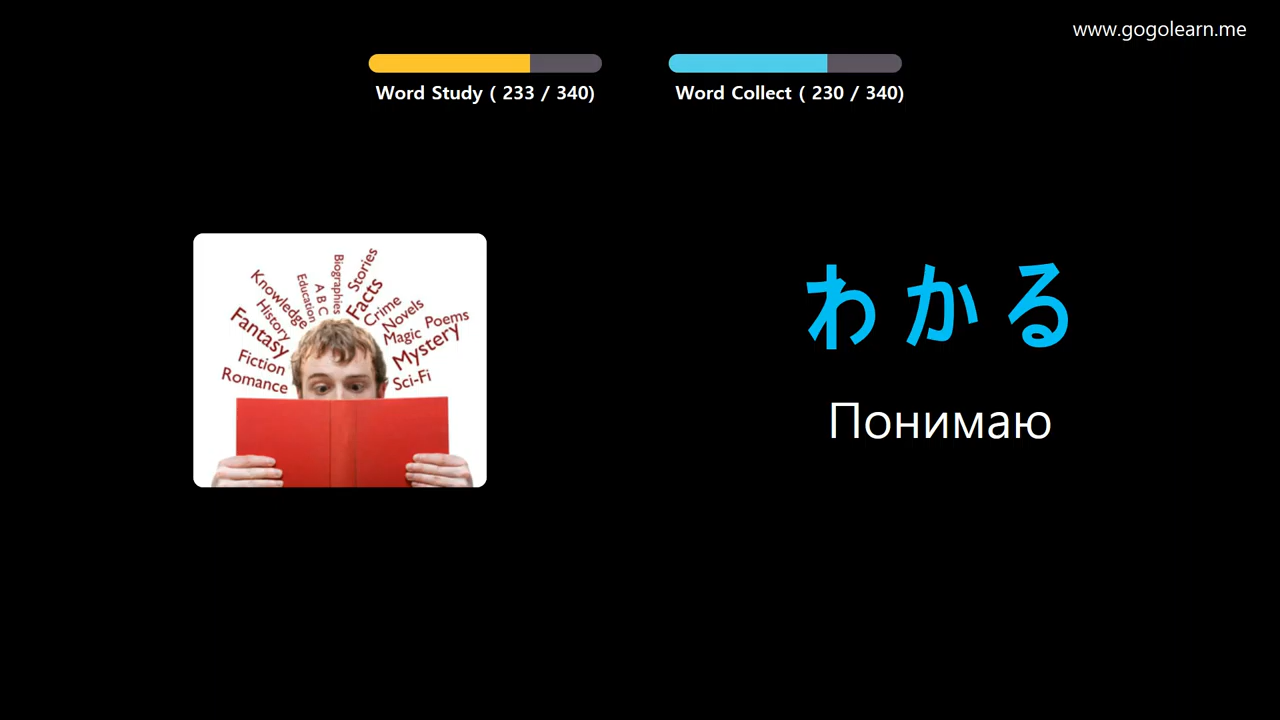 www.gogolearn.me
Word Study ( 233 / 340)
Word Collect ( 230 / 340)
Knowledge
History
Fantasy
Fiction
Romance
Education
A B C
Biographies
Stories
Facts
Crime
Novels
Magic
Poems
Mystery
Sci-Fi
わかる
Понимаю